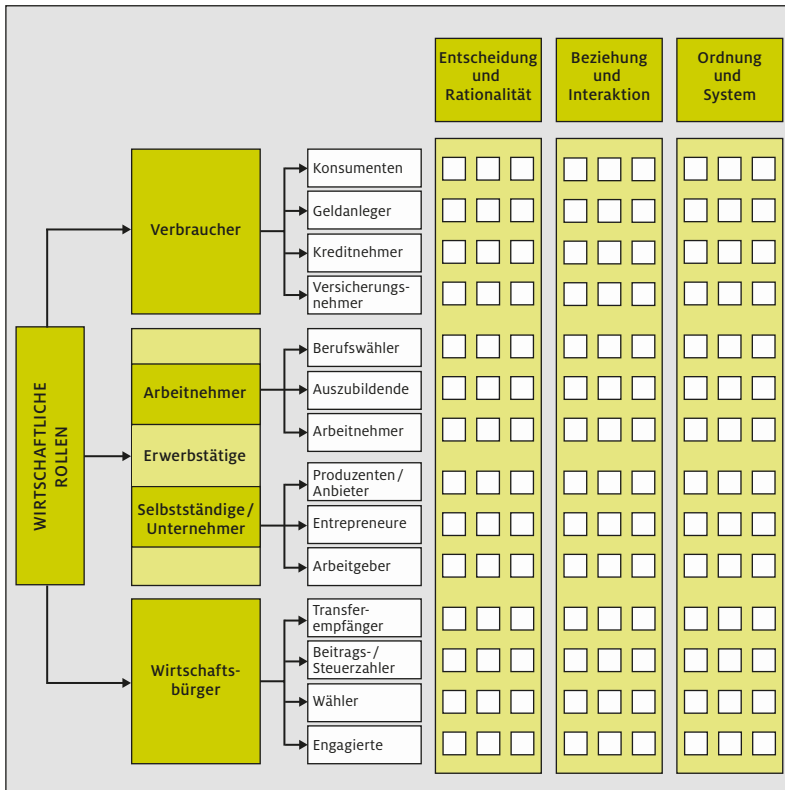 Entscheidung
und
Rationalität
Beziehung
und
Interaktion
Ordnung
und
System
WIRTSCHAFTLICHE
ROLLEN
Verbraucher
Konsumenten
Geldanleger
Kreditnehmer
Versicherungs-
nehmer
Arbeitnehmer
Erwerbstätige
Selbstständige/
Unternehmer
Berufswähler
Auszubildende
Arbeitnehmer
Produzenten/
Anbieter
Entrepreneure
Arbeitgeber
Wirtschafts-
bürger
Transfer-
empfänger
Beitrags-/
Steuerzahler
Wähler
Engagierte